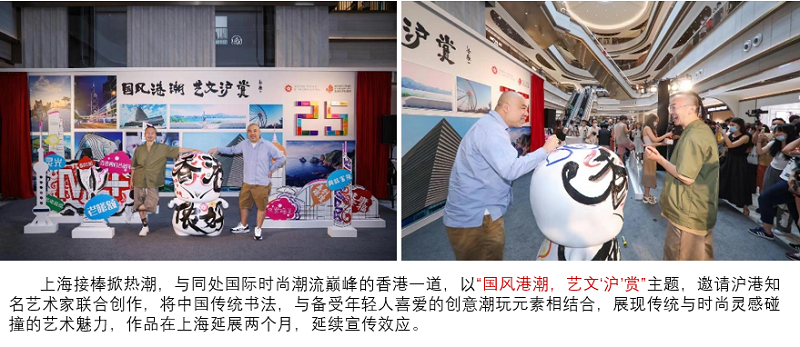 国风港潮 艺文沪赏
25
M+
沪赏
上海接棒掀热潮，与同处国际时尚潮流巅峰的香港一道，以“国风港潮，艺文‘沪’赏”主题，邀请沪港知
名艺术家联合创作，将中国传统书法，与备受年轻人喜爱的创意潮玩元素相结合，展现传统与时尚灵感碰
撞的艺术魅力，作品在上海延展两个月，延续宣传效应。